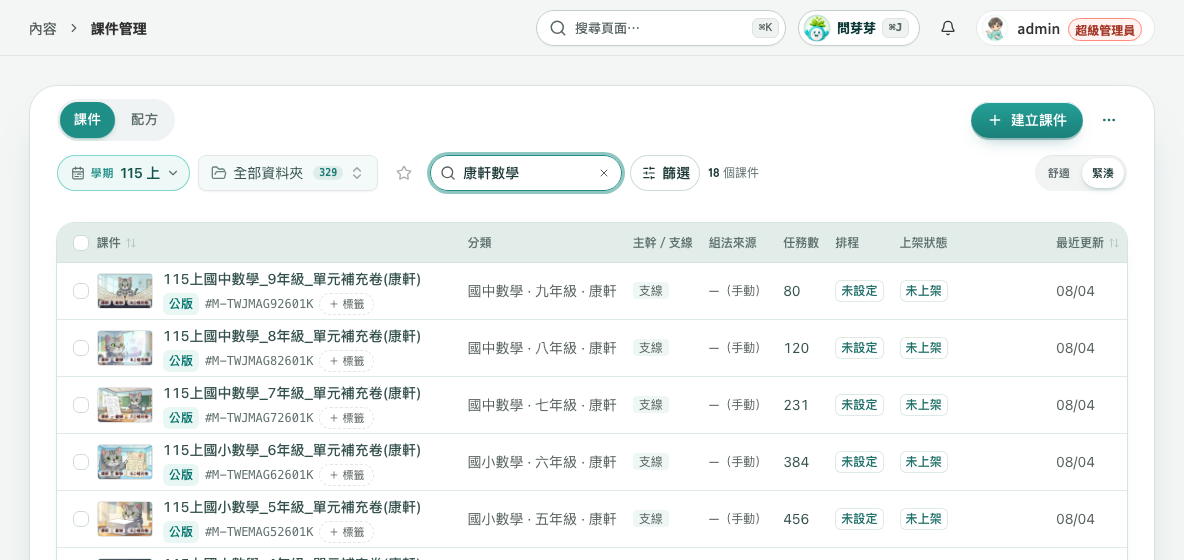 內容 > 課件管理
搜尋頁面… ⌘K
問芽芽 ⌘J
admin 超級管理員
課件 配方
+ 建立課件 …
學期 115 上
全部資料夾 329
康軒數學 ×
篩選
18 個課件
舒適 緊湊
課件 分類 主幹 / 支線 組法來源 任務數 排程 上架狀態 最近更新
115上國中數學_9年級_單元補充卷(康軒)
公版 #M-TWJMAG92601K + 標籤
國中數學 · 九年級 · 康軒 支線 — (手動) 80 未設定 未上架 08/04
115上國中數學_8年級_單元補充卷(康軒)
公版 #M-TWJMAG82601K + 標籤
國中數學 · 八年級 · 康軒 支線 — (手動) 120 未設定 未上架 08/04
115上國中數學_7年級_單元補充卷(康軒)
公版 #M-TWJMAG72601K + 標籤
國中數學 · 七年級 · 康軒 支線 — (手動) 231 未設定 未上架 08/04
115上國小數學_6年級_單元補充卷(康軒)
公版 #M-TWEMAG62601K + 標籤
國小數學 · 六年級 · 康軒 支線 — (手動) 384 未設定 未上架 08/04
115上國小數學_5年級_單元補充卷(康軒)
公版 #M-TWEMAG52601K + 標籤
國小數學 · 五年級 · 康軒 支線 — (手動) 456 未設定 未上架 08/04